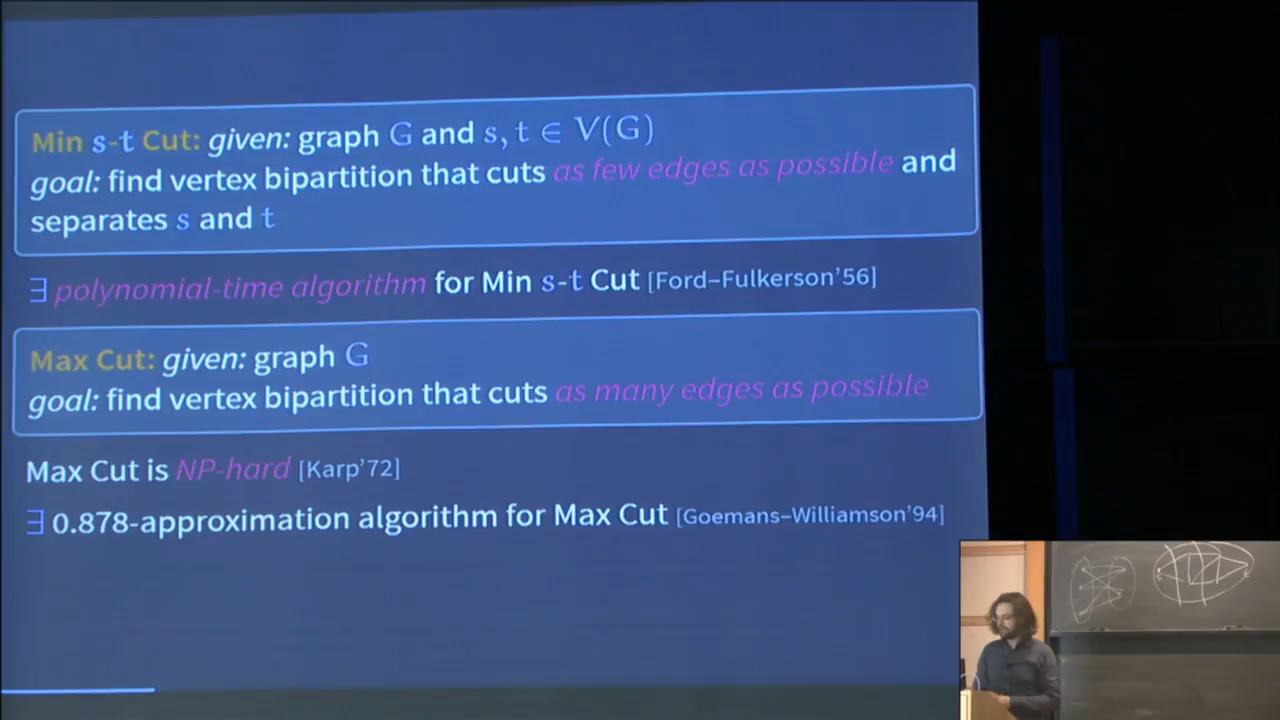 Min s-t Cut: given: graph G and s, t ∈ V(G)
goal: find vertex bipartition that cuts as few edges as possible and
separates s and t
∃ polynomial-time algorithm for Min s-t Cut [Ford–Fulkerson'56]
Max Cut: given: graph G
goal: find vertex bipartition that cuts as many edges as possible
Max Cut is NP-hard [Karp'72]
∃ 0.878-approximation algorithm for Max Cut [Goemans–Williamson'94]